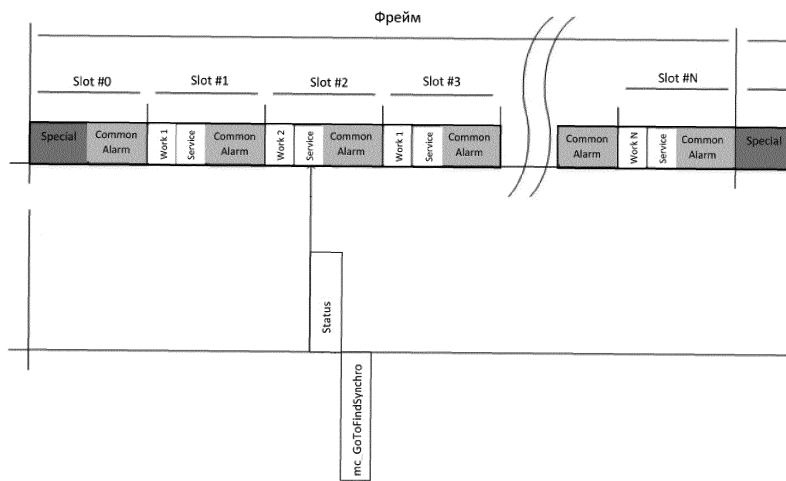 Фрейм
Slot #0 Slot #1 Slot #2 Slot #3 Slot #N
Special Common Alarm Work 1 Service Common Alarm Work 2 Service Common Alarm Work 1 Service Common Alarm Common Alarm Work N Service Common Alarm Special
Status
mc_GoToFindSynchro